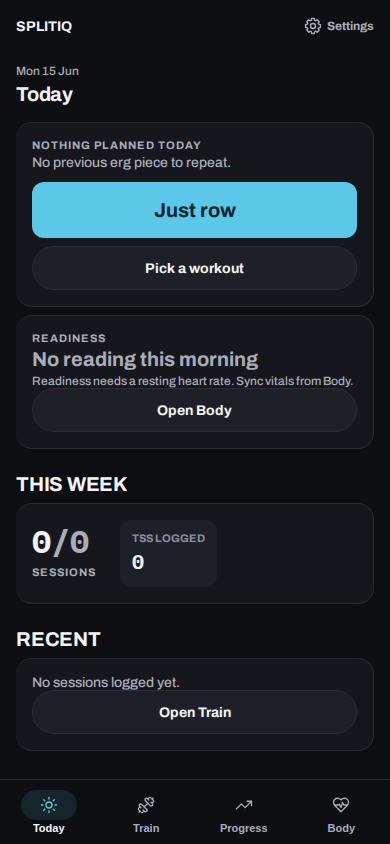 SPLITIQ
Settings
Mon 15 Jun
Today
NOTHING PLANNED TODAY
No previous erg piece to repeat.
Just row
Pick a workout
READINESS
No reading this morning
Readiness needs a resting heart rate. Sync vitals from Body.
Open Body
THIS WEEK
0/0
SESSIONS
TSS LOGGED
0
RECENT
No sessions logged yet.
Open Train
Today
Train
Progress
Body